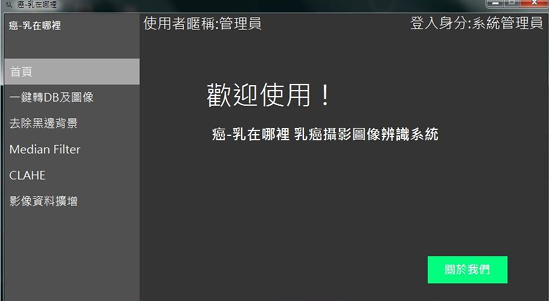 癌-乳在哪裡
癌-乳在哪裡
使用者暱稱:管理員
登入身分:系統管理員
首頁
一鍵轉DB及圖像
去除黑邊背景
Median Filter
CLAHE
影像資料擴增
歡迎使用！
癌-乳在哪裡 乳癌攝影圖像辨識系統
關於我們